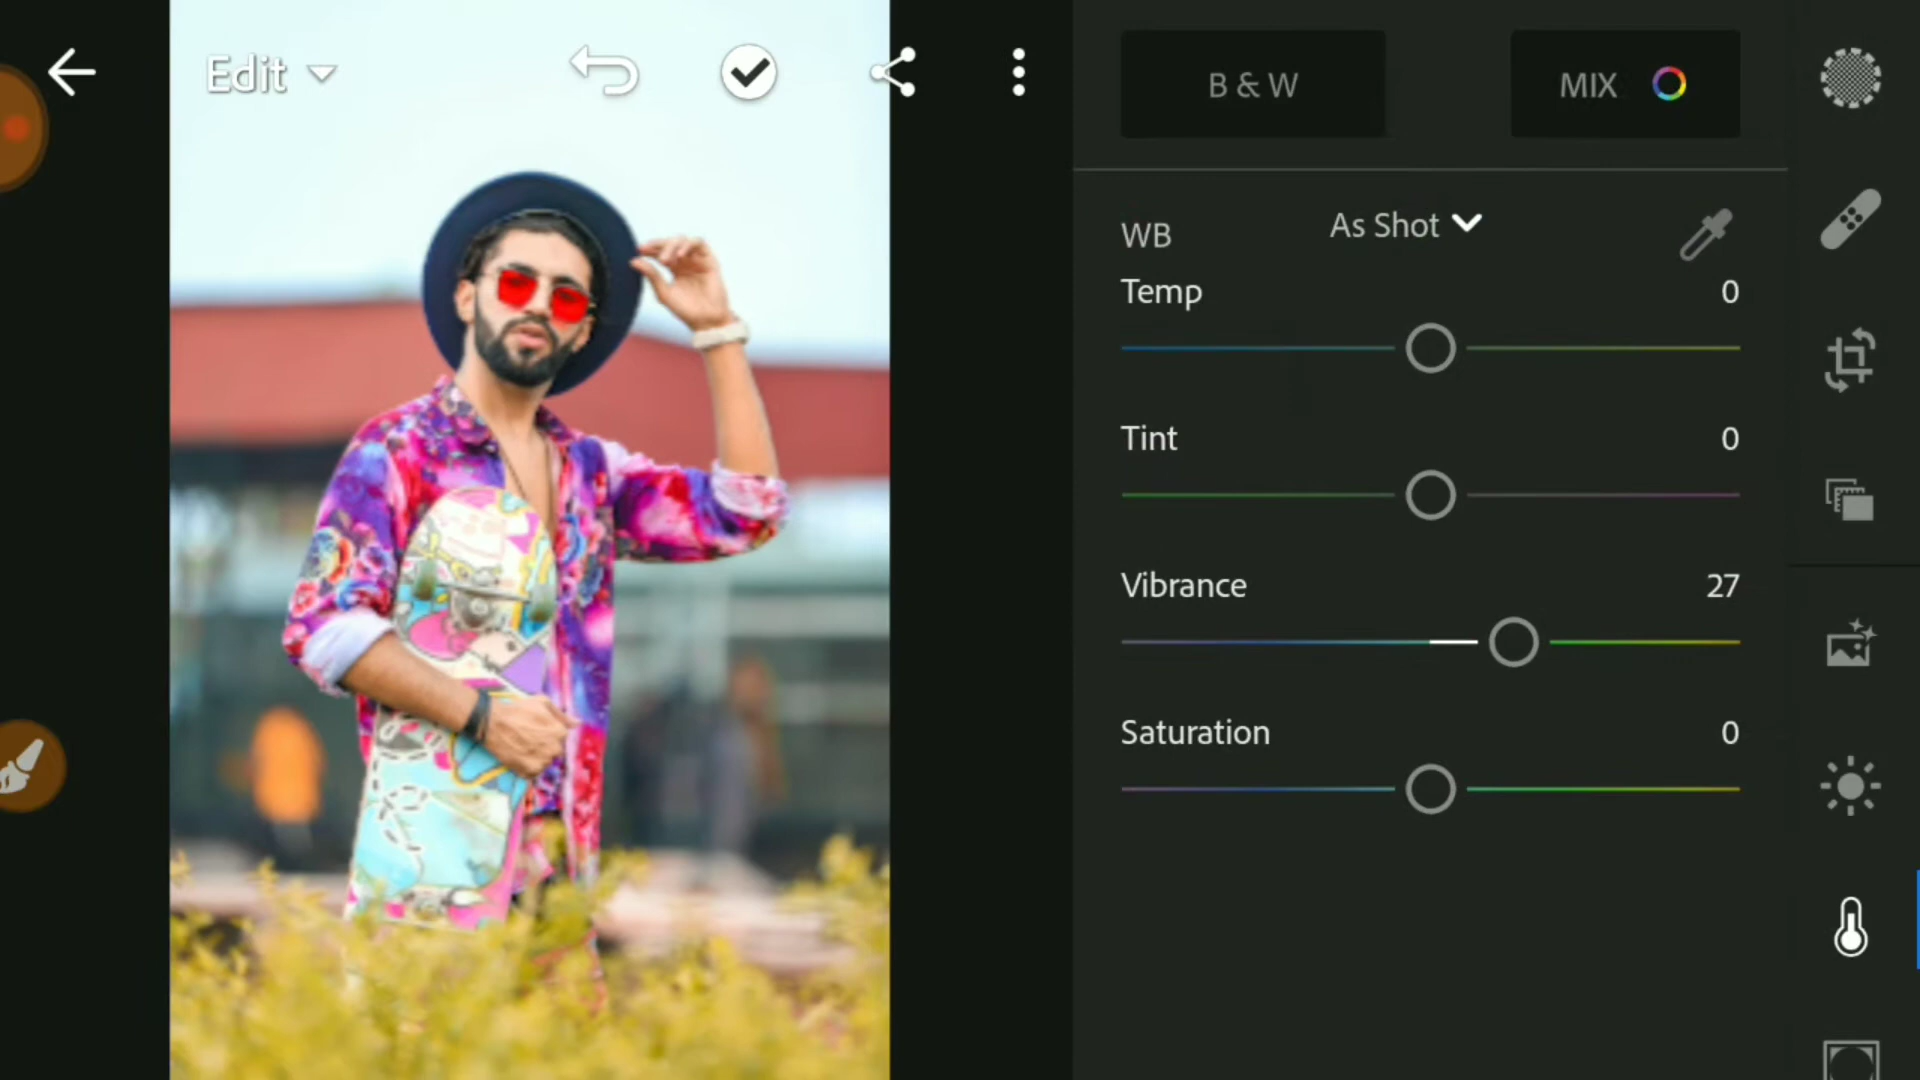 Edit
B & W
MIX
WB
As Shot
Temp
0
Tint
0
Vibrance
27
Saturation
0